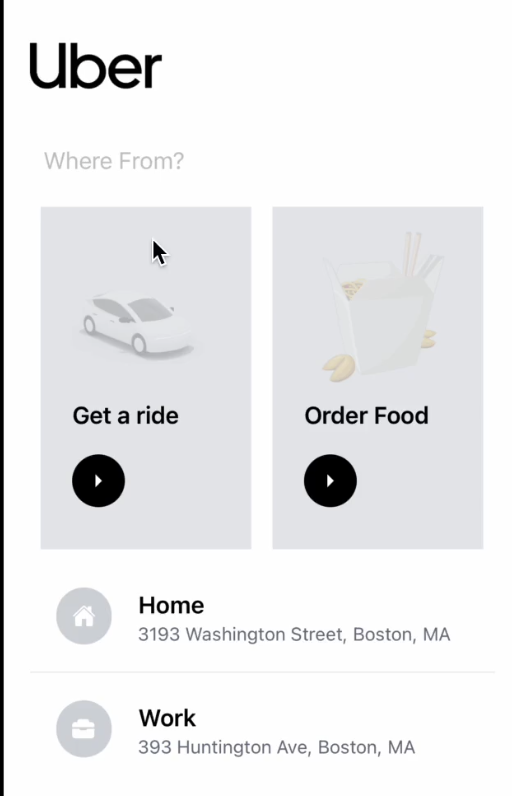 Uber
Where From?
Get a ride
Order Food
Home
3193 Washington Street, Boston, MA
Work
393 Huntington Ave, Boston, MA